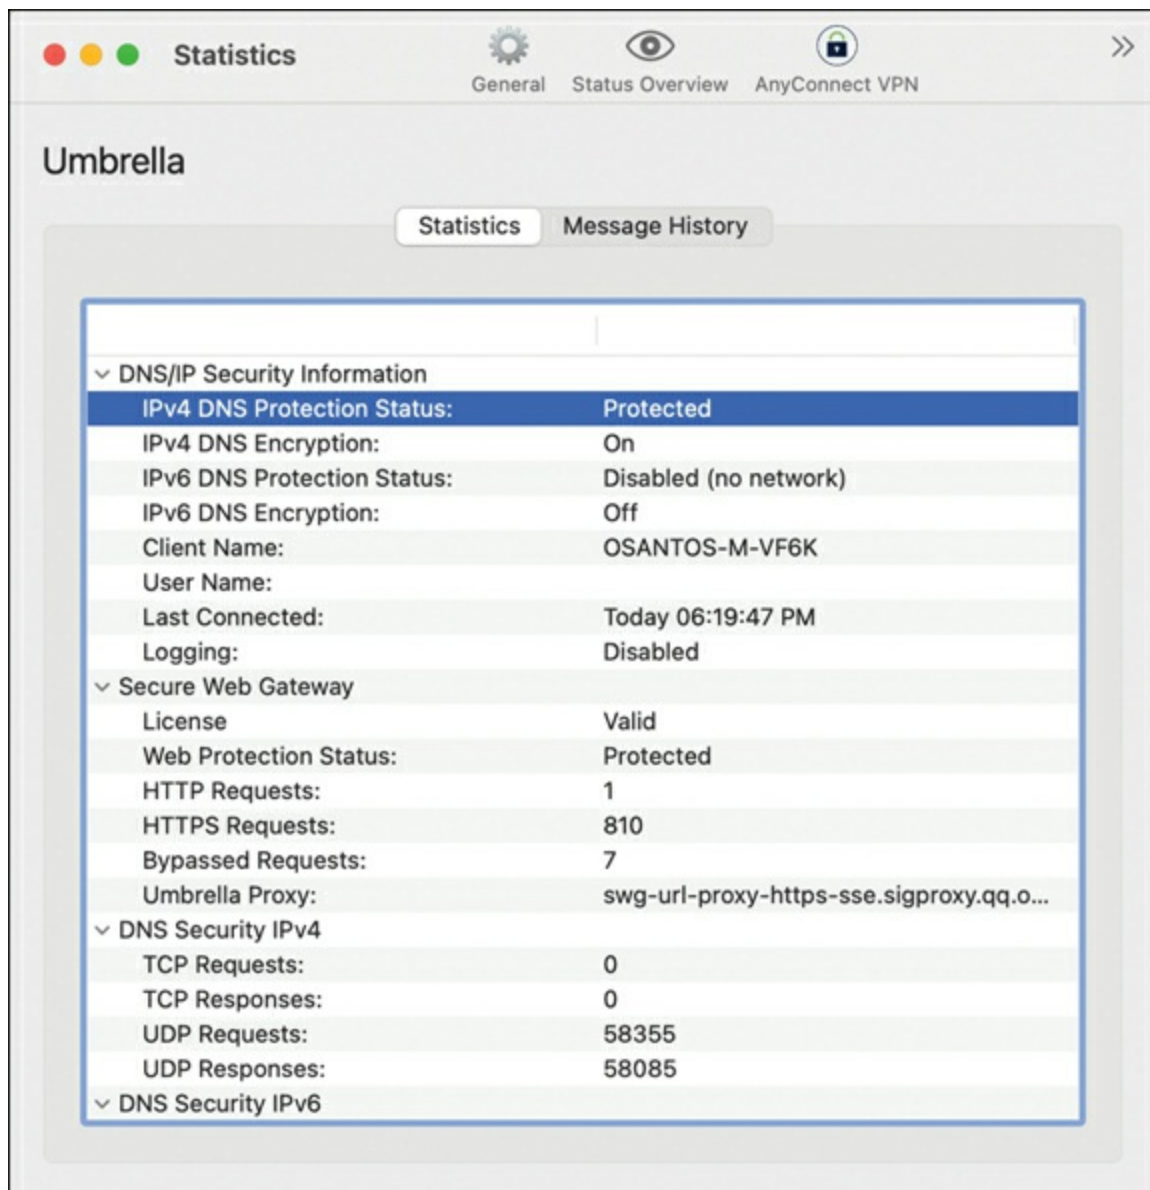 Statistics
General Status Overview AnyConnect VPN
Umbrella
Statistics Message History
DNS/IP Security Information
IPv4 DNS Protection Status: Protected
IPv4 DNS Encryption: On
IPv6 DNS Protection Status: Disabled (no network)
IPv6 DNS Encryption: Off
Client Name: OSANTOS-M-VF6K
User Name:
Last Connected: Today 06:19:47 PM
Logging: Disabled
Secure Web Gateway
License Valid
Web Protection Status: Protected
HTTP Requests: 1
HTTPS Requests: 810
Bypassed Requests: 7
Umbrella Proxy: swg-url-proxy-https-sse.sigproxy.qq.o...
DNS Security IPv4
TCP Requests: 0
TCP Responses: 0
UDP Requests: 58355
UDP Responses: 58085
DNS Security IPv6